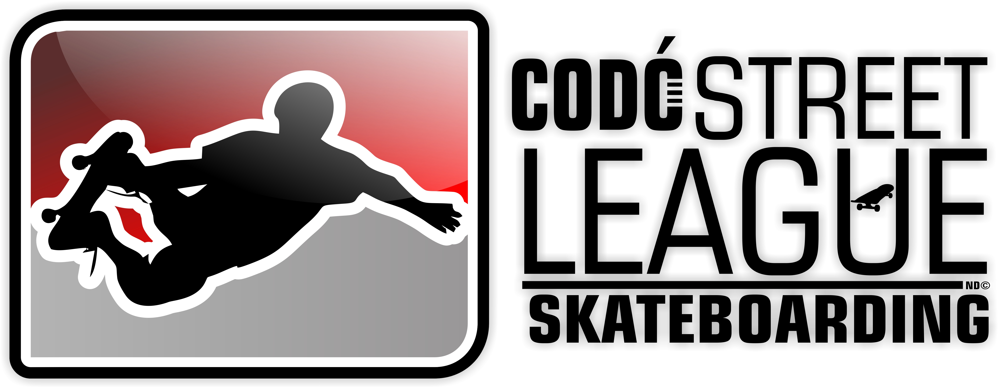 CODÉ STREET
LEAGUE
ND©
SKATEBOARDING